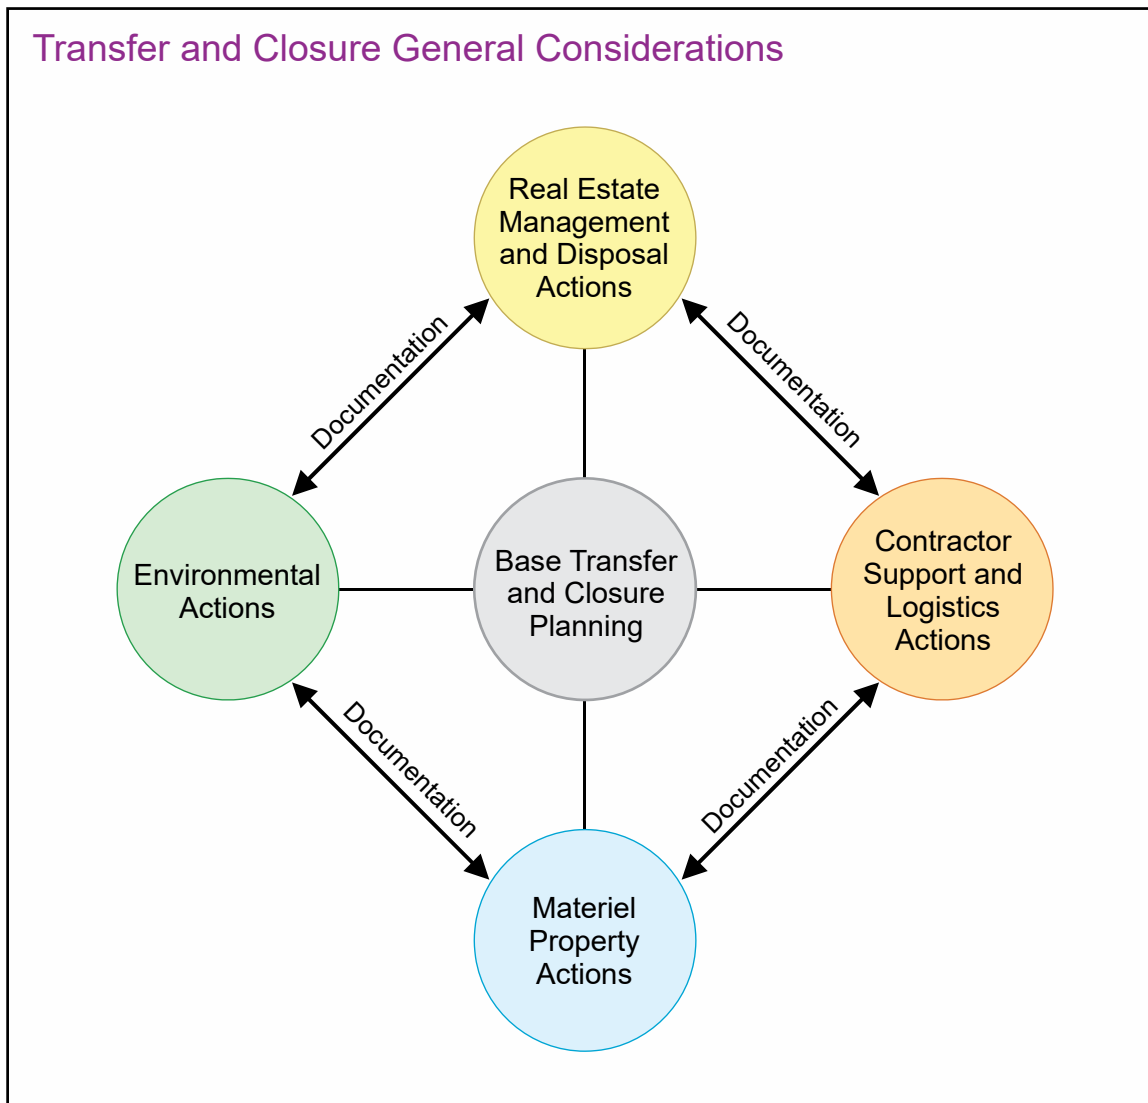 Transfer and Closure General Considerations
Real Estate
Management
and Disposal
Actions
Documentation
Documentation
Environmental
Actions
Base Transfer
and Closure
Planning
Contractor
Support and
Logistics
Actions
Documentation
Documentation
Materiel
Property
Actions